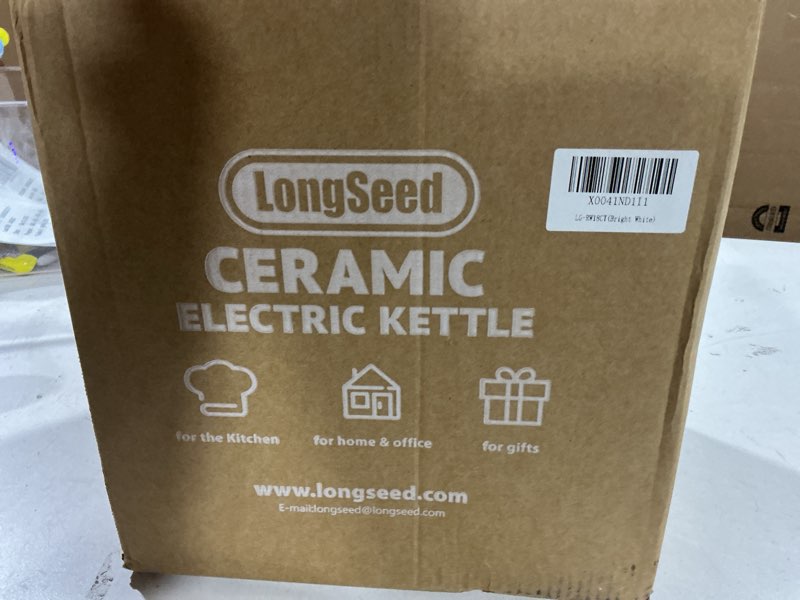 LongSeed
CERAMIC
ELECTRIC KETTLE
for the Kitchen
for home & office
for gifts
www.longseed.com
E-mail:longseed@longseed.com
X0041ND1I1
LG-RW18CT(Bright White)